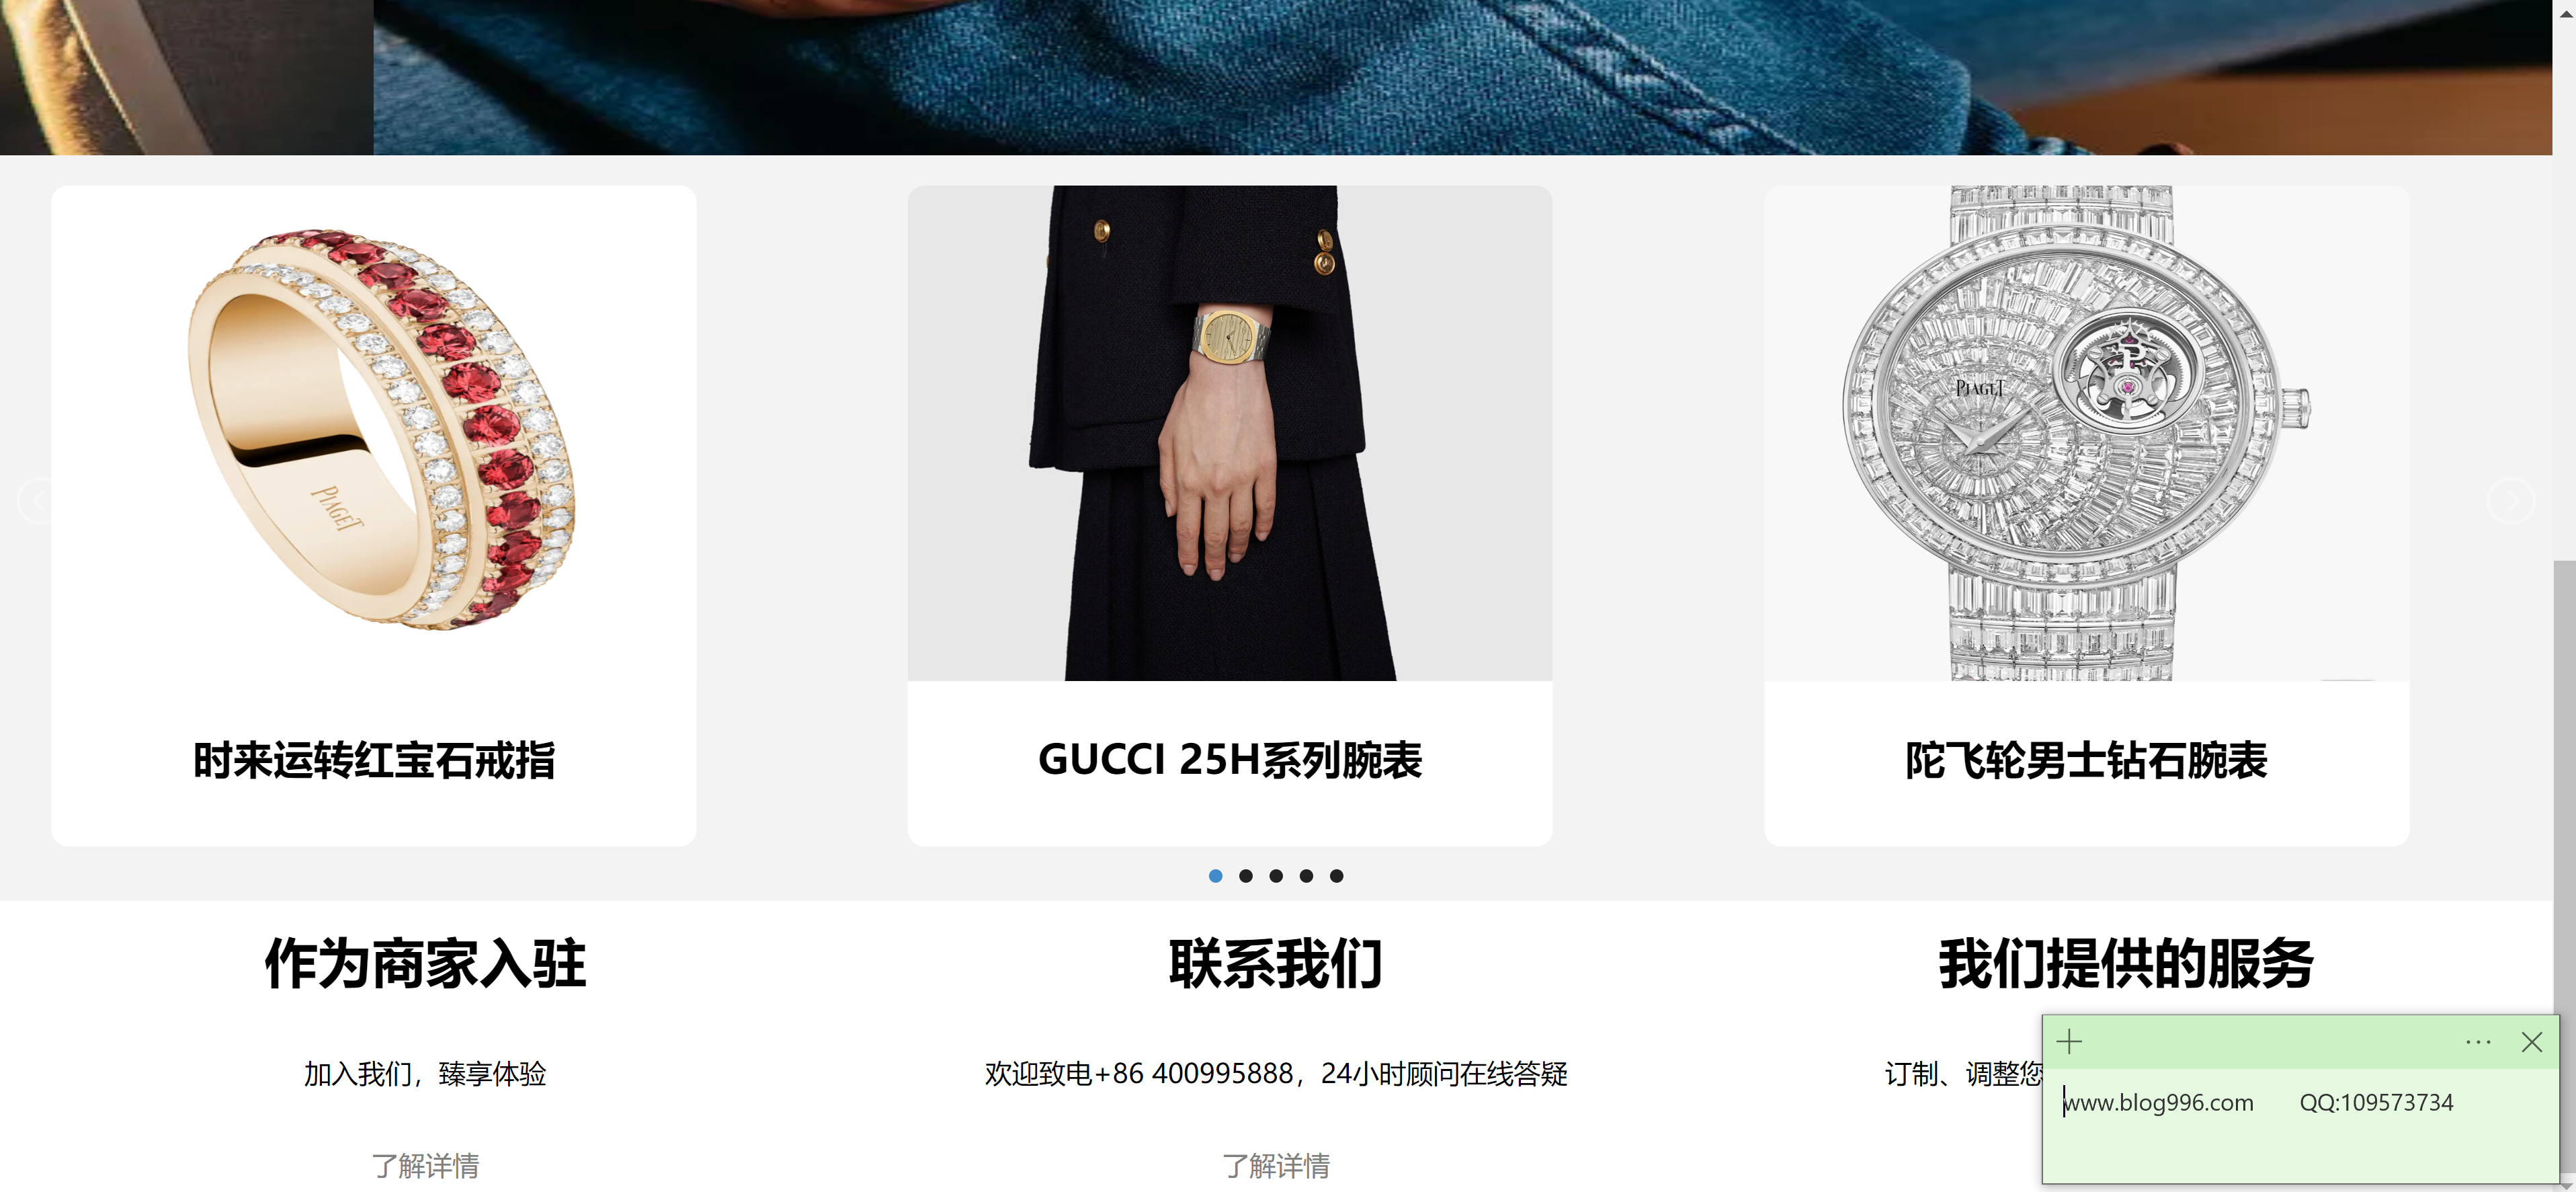 PIAGET
PIAGET
P
时来运转红宝石戒指
GUCCI 25H系列腕表
陀飞轮男士钻石腕表
作为商家入驻
联系我们
我们提供的服务
加入我们，臻享体验
欢迎致电+86 400995888，24小时顾问在线答疑
订制、调整您
了解详情
了解详情
www.blog996.com QQ:109573734